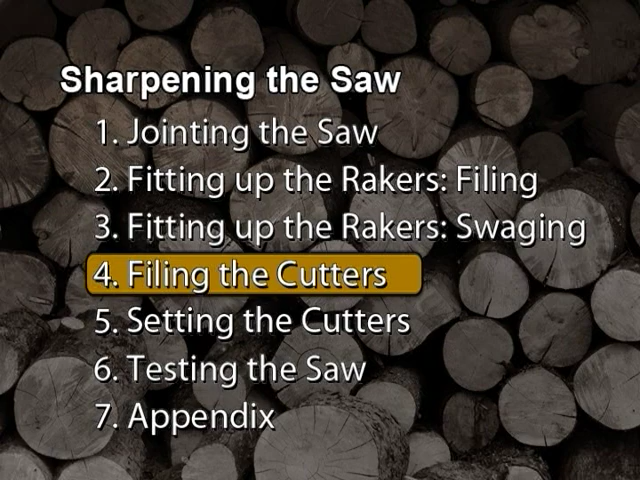 Sharpening the Saw
1. Jointing the Saw
2. Fitting up the Rakers: Filing
3. Fitting up the Rakers: Swaging
4. Filing the Cutters
5. Setting the Cutters
6. Testing the Saw
7. Appendix